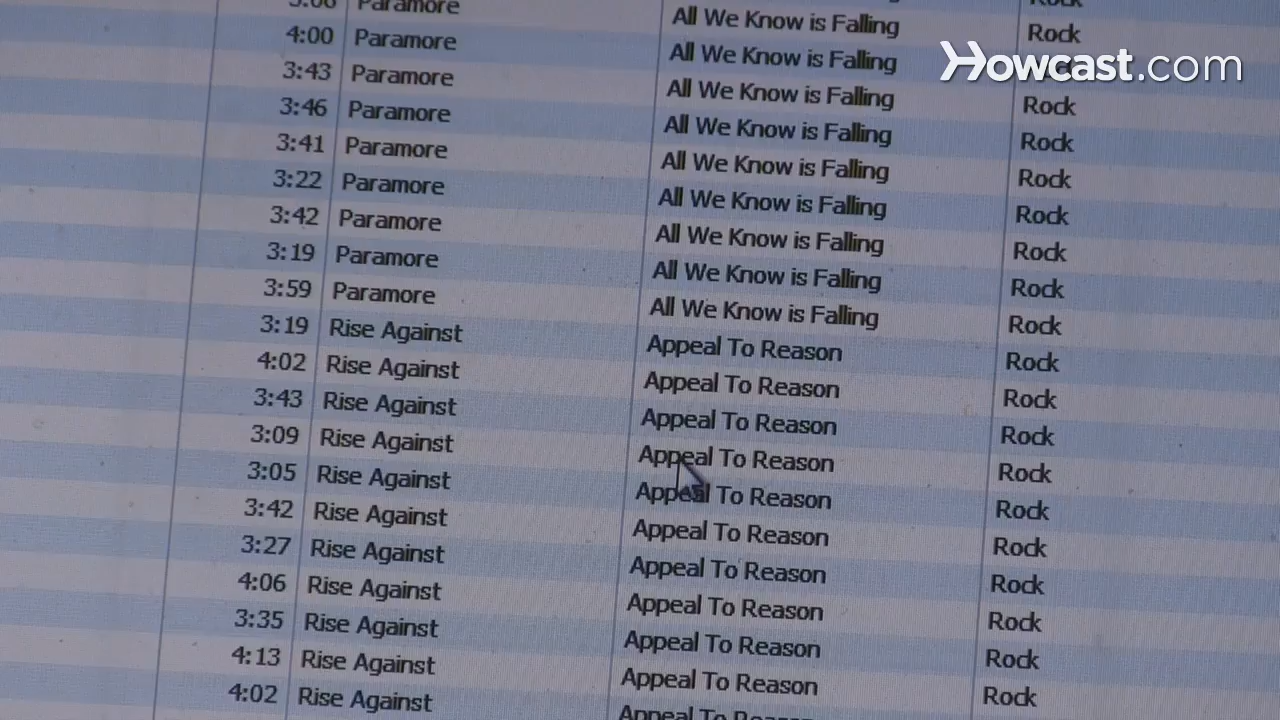 Paramore All We Know is Falling Rock
Howcast.com
4:00 Paramore All We Know is Falling
3:43 Paramore All We Know is Falling Rock
3:46 Paramore All We Know is Falling Rock
3:41 Paramore All We Know is Falling Rock
3:22 Paramore All We Know is Falling Rock
3:42 Paramore All We Know is Falling Rock
3:19 Paramore All We Know is Falling Rock
3:59 Paramore All We Know is Falling Rock
3:19 Rise Against Appeal To Reason Rock
4:02 Rise Against Appeal To Reason Rock
3:43 Rise Against Appeal To Reason Rock
3:09 Rise Against Appeal To Reason Rock
3:05 Rise Against Appeal To Reason Rock
3:42 Rise Against Appeal To Reason Rock
3:27 Rise Against Appeal To Reason Rock
4:06 Rise Against Appeal To Reason Rock
3:35 Rise Against Appeal To Reason Rock
4:13 Rise Against Appeal To Reason Rock
4:02 Rise Against Appeal To Reason